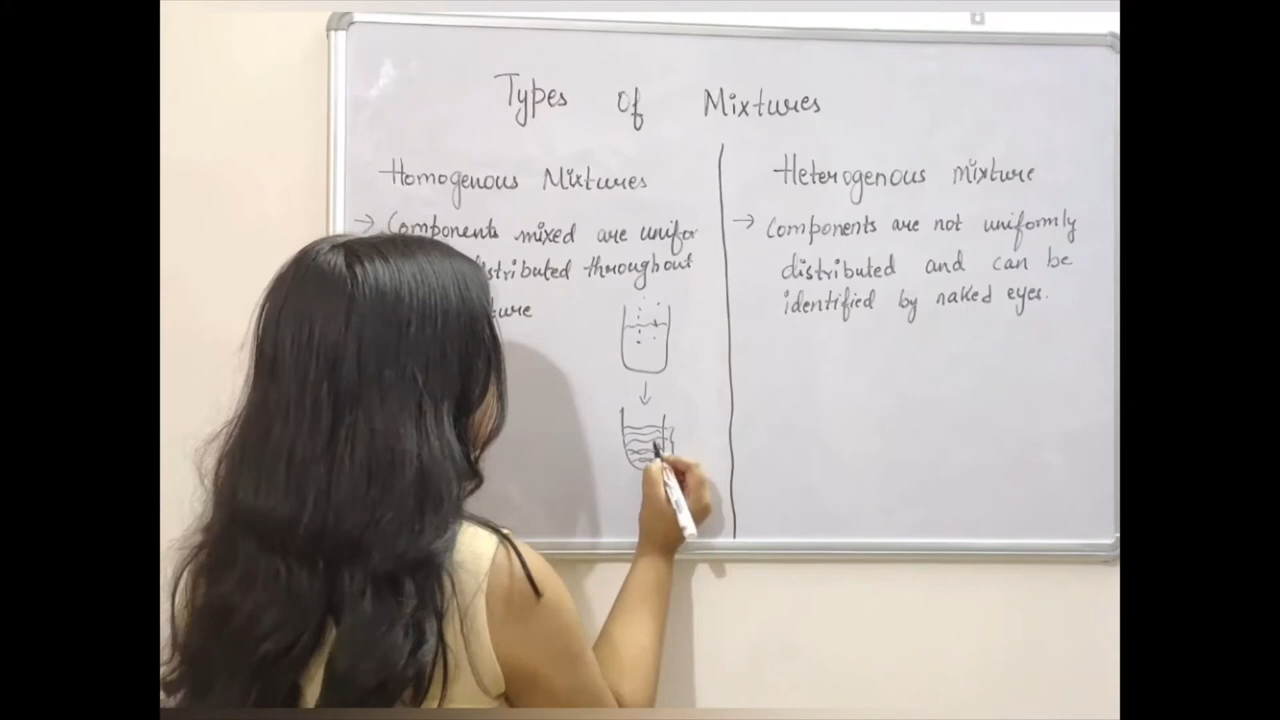 Types of Mixtures
Homogenous Mixtures
→ Components mixed are unifor
distributed throughout
Heterogenous mixture
→ Components are not uniformly
distributed and can be
identified by naked eyes.